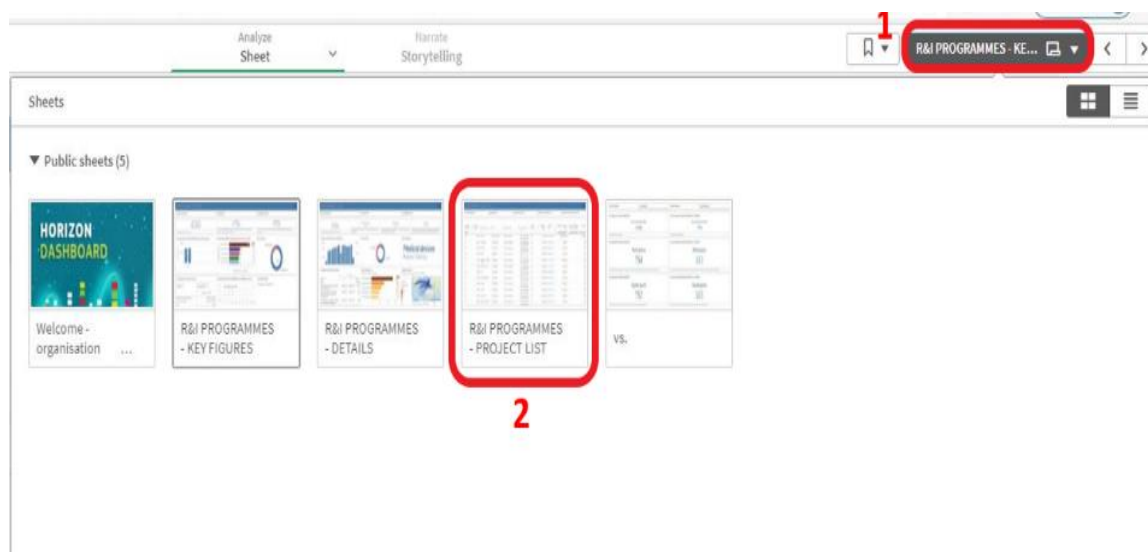 1
Analyze
Sheet
Narrate
Storytelling
R&I PROGRAMMES - KE...
Sheets
Public sheets (5)
HORIZON
DASHBOARD
Welcome -
organisation ...
R&I PROGRAMMES
- KEY FIGURES
R&I PROGRAMMES
- DETAILS
R&I PROGRAMMES
- PROJECT LIST
vs.
2